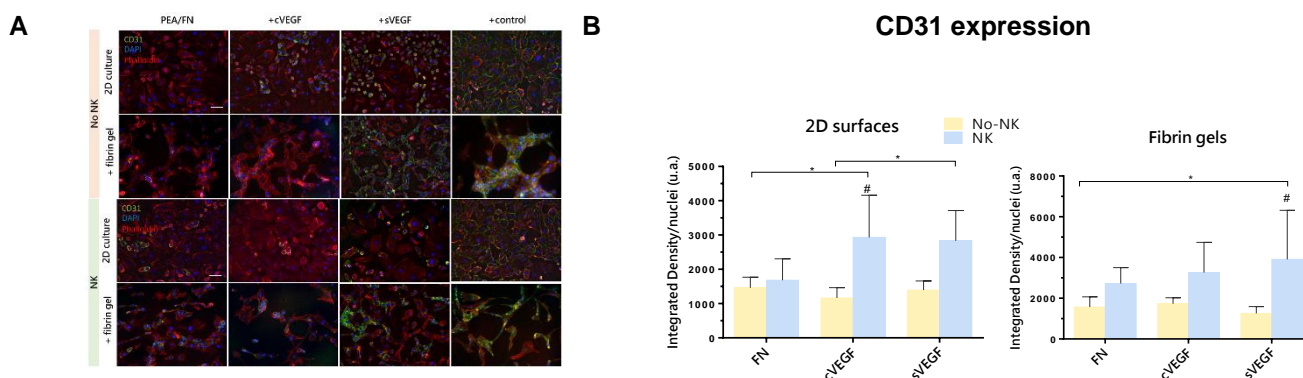 A
PEA/FN
+cVEGF
+sVEGF
+control
No NK
2D culture
CD31
DAPI
Phalloidin
+ fibrin gel
NK
2D culture
CD31
DAPI
Phalloidin
+ fibrin gel
B
CD31 expression
No-NK
NK
2D surfaces
Integrated Density/nuclei (u.a.)
5000
4000
3000
2000
1000
0
*
*
#
FN
cVEGF
sVEGF
Fibrin gels
Integrated Density/nuclei (u.a.)
8000
6000
4000
2000
0
*
#
FN
cVEGF
sVEGF